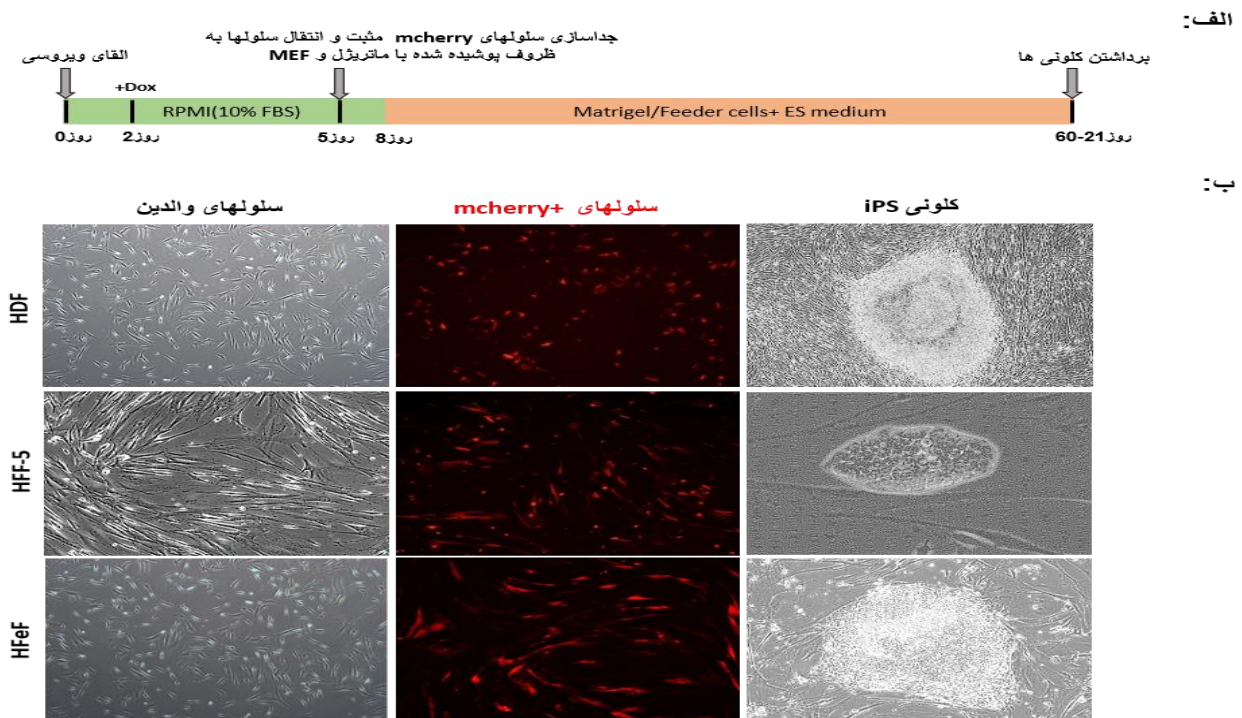 الف:
جداسازی سلولهای mcherry مثبت و انتقال سلولها به
ظروف پوشیده شده با ماتریژل و MEF
القای ویروسی
برداشتن کلونی ها
+Dox
RPMI(10% FBS)
Matrigel/Feeder cells+ ES medium
روز0
روز2
روز5
روز8
روز21-60
ب:
سلولهای والدین
سلولهای mcherry+
کلونی iPS
HDF
HFF-5
HFeF